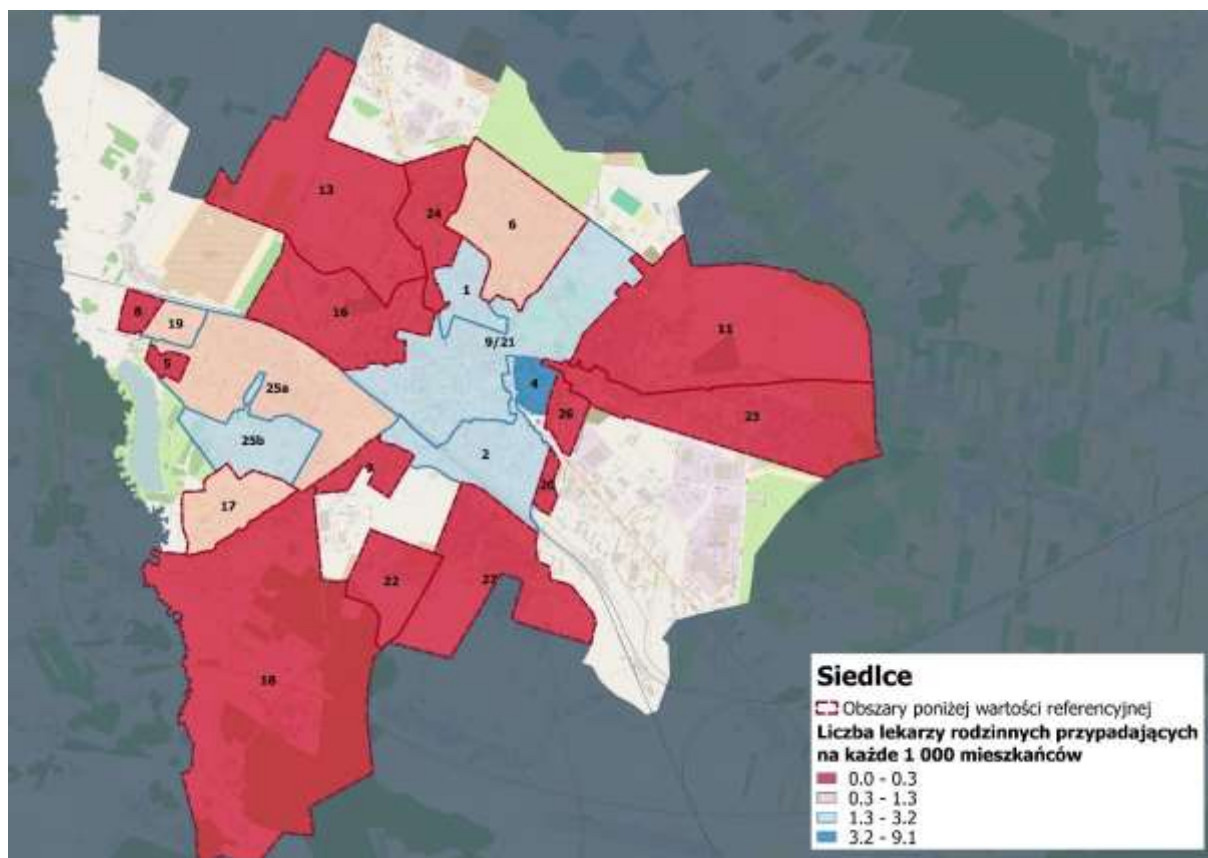 13
24
6
1
16
8
19
9/21
11
5
4
25a
26
23
25b
2
3
20
17
22
27
18
Siedlce
Obszary poniżej wartości referencyjnej
Liczba lekarzy rodzinnych przypadających
na każde 1 000 mieszkańców
0.0 - 0.3
0.3 - 1.3
1.3 - 3.2
3.2 - 9.1